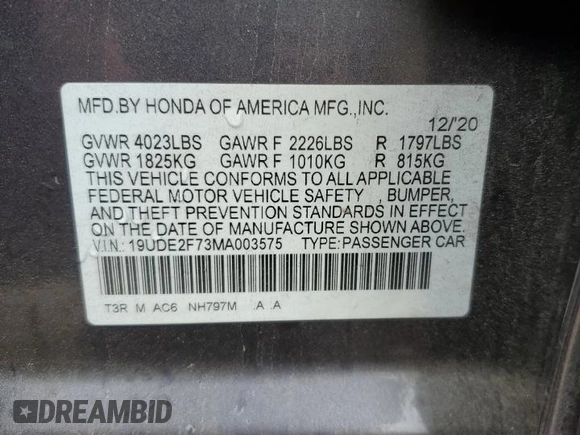 MFD.BY HONDA OF AMERICA MFG.,INC.
12/'20
GVWR 4023LBS GAWR F 2226LBS R 1797LBS
GVWR 1825KG GAWR F 1010KG R 815KG
THIS VEHICLE CONFORMS TO ALL APPLICABLE
FEDERAL MOTOR VEHICLE SAFETY , BUMPER,
AND THEFT PREVENTION STANDARDS IN EFFECT
ON THE DATE OF MANUFACTURE SHOWN ABOVE.
V.I.N.: 19UDE2F73MA003575 TYPE:PASSENGER CAR
T3R M AC6 NH797M .A .A
DREAMBID